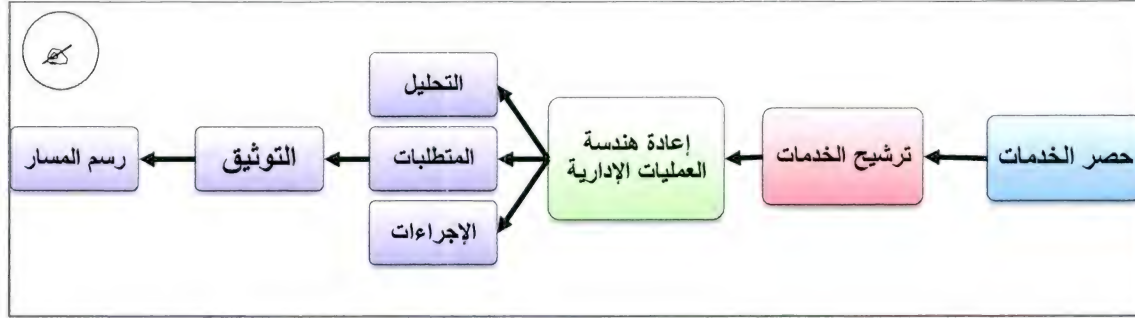 حصر الخدمات
ترشيح الخدمات
إعادة هندسة
العمليات الإدارية
التحليل
المتطلبات
الإجراءات
التوثيق
رسم المسار